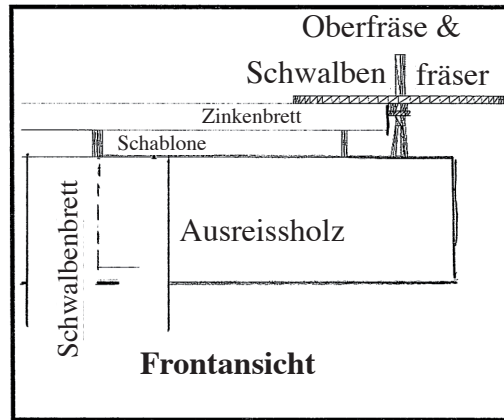 Oberfräse &
Schwalben fräser
Zinkenbrett
Schablone
Schwalbenbrett
Ausreissholz
Frontansicht